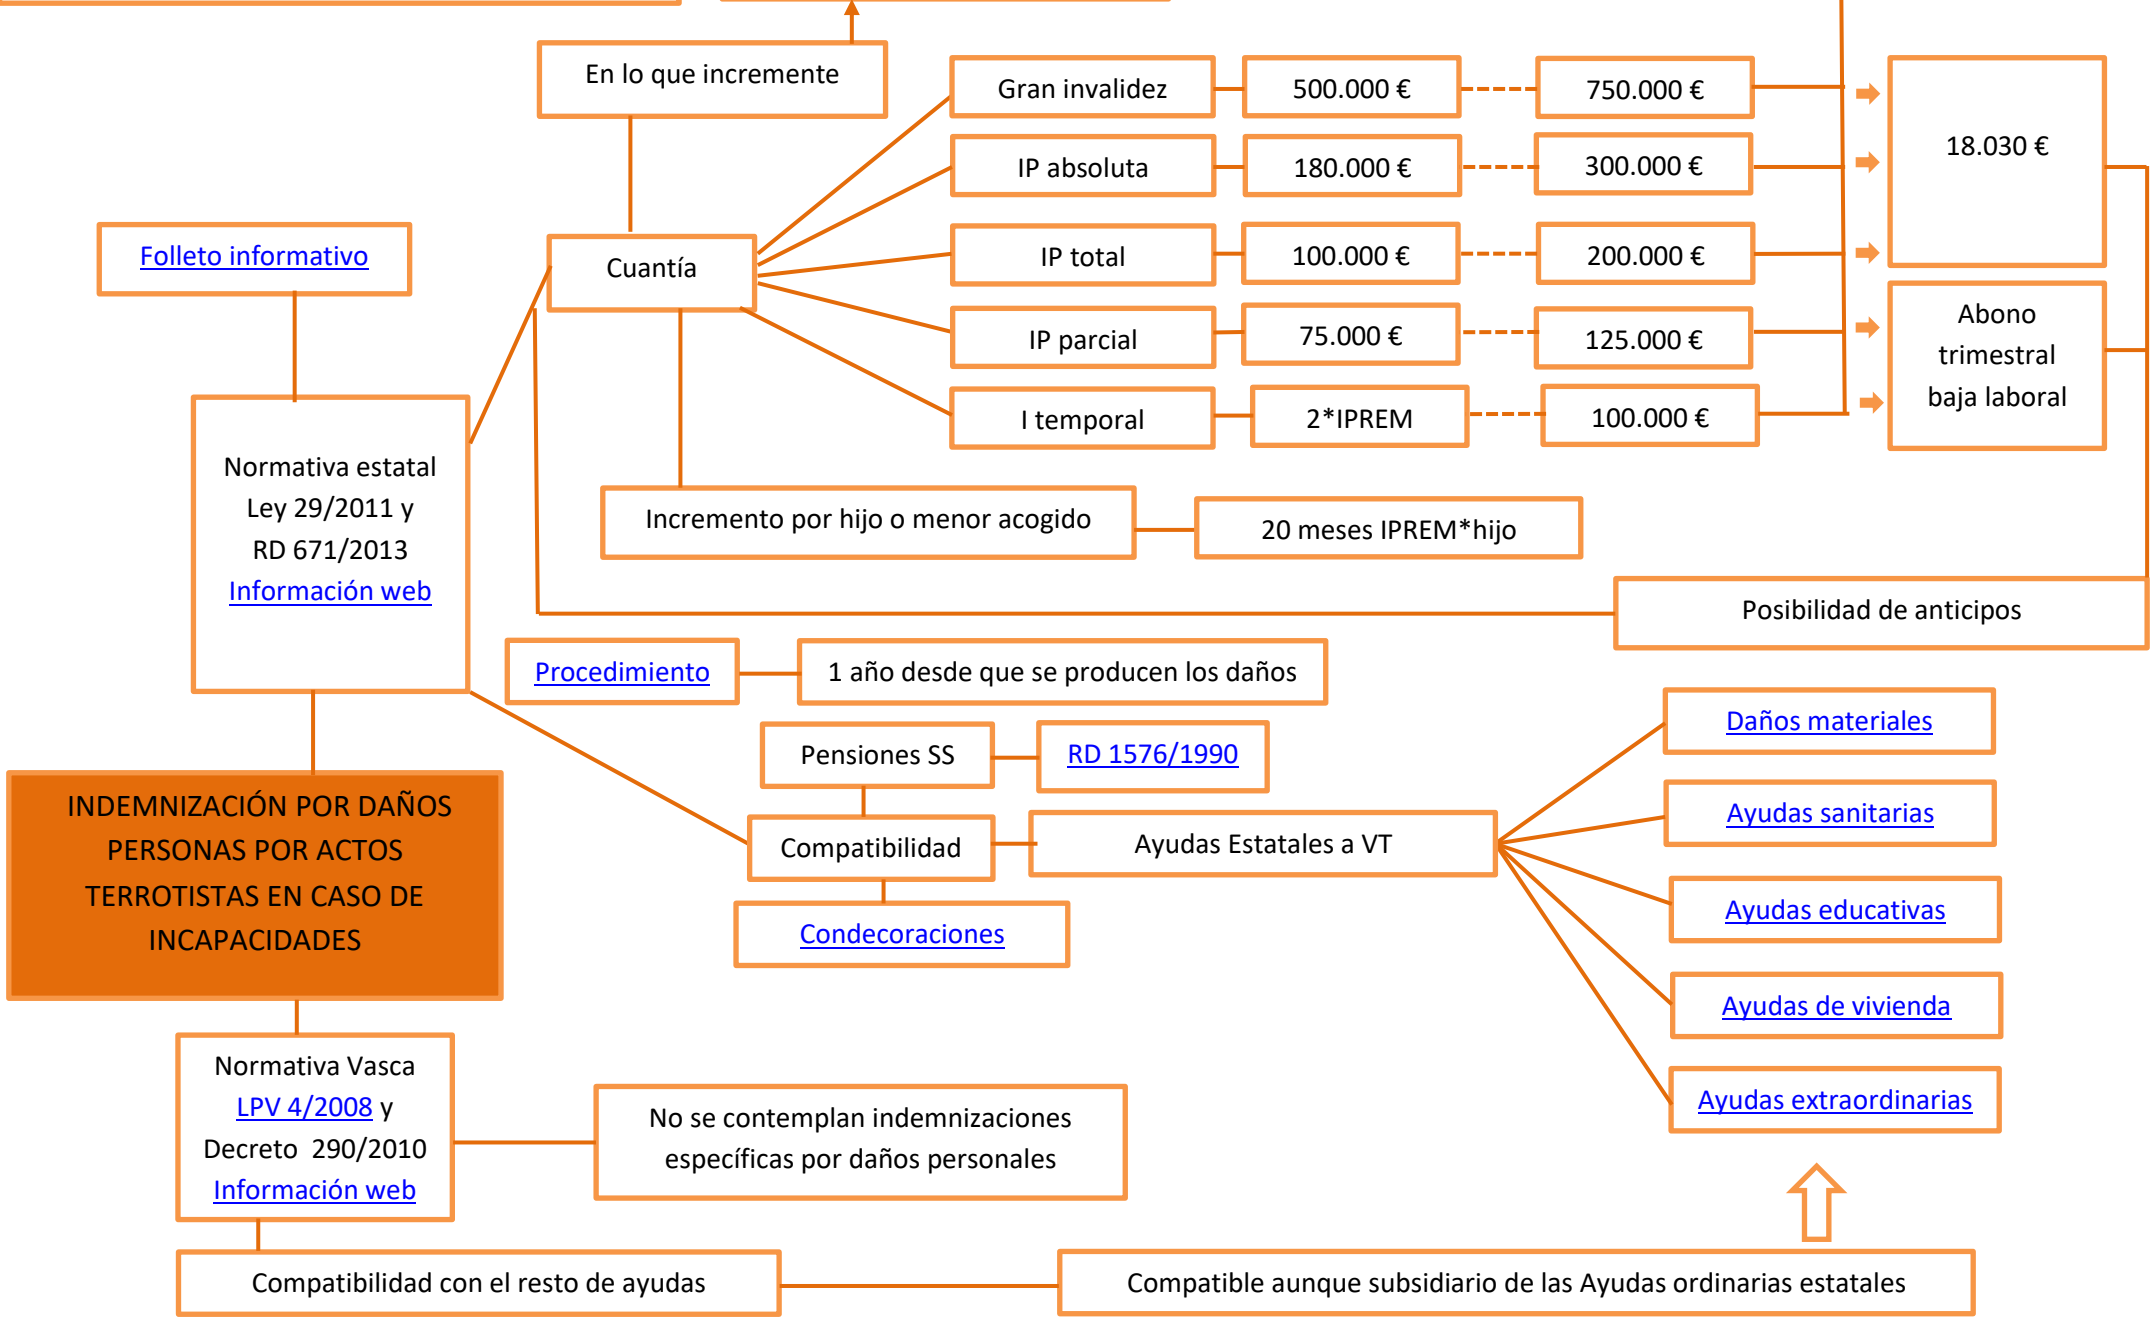 En lo que incremente
Gran invalidez
500.000 €
750.000 €
18.030 €
IP absoluta
180.000 €
300.000 €
Folleto informativo
Cuantía
IP total
100.000 €
200.000 €
IP parcial
75.000 €
125.000 €
Abono
trimestral
baja laboral
I temporal
2*IPREM
100.000 €
Normativa estatal
Ley 29/2011 y
RD 671/2013
Información web
Incremento por hijo o menor acogido
20 meses IPREM*hijo
Posibilidad de anticipos
Procedimiento
1 año desde que se producen los daños
Pensiones SS
RD 1576/1990
Compatibilidad
Ayudas Estatales a VT
Condecoraciones
Daños materiales
Ayudas sanitarias
Ayudas educativas
Ayudas de vivienda
Ayudas extraordinarias
INDEMNIZACIÓN POR DAÑOS
PERSONAS POR ACTOS
TERROTISTAS EN CASO DE
INCAPACIDADES
Normativa Vasca
LPV 4/2008 y
Decreto 290/2010
Información web
No se contemplan indemnizaciones
específicas por daños personales
Compatibilidad con el resto de ayudas
Compatible aunque subsidiario de las Ayudas ordinarias estatales